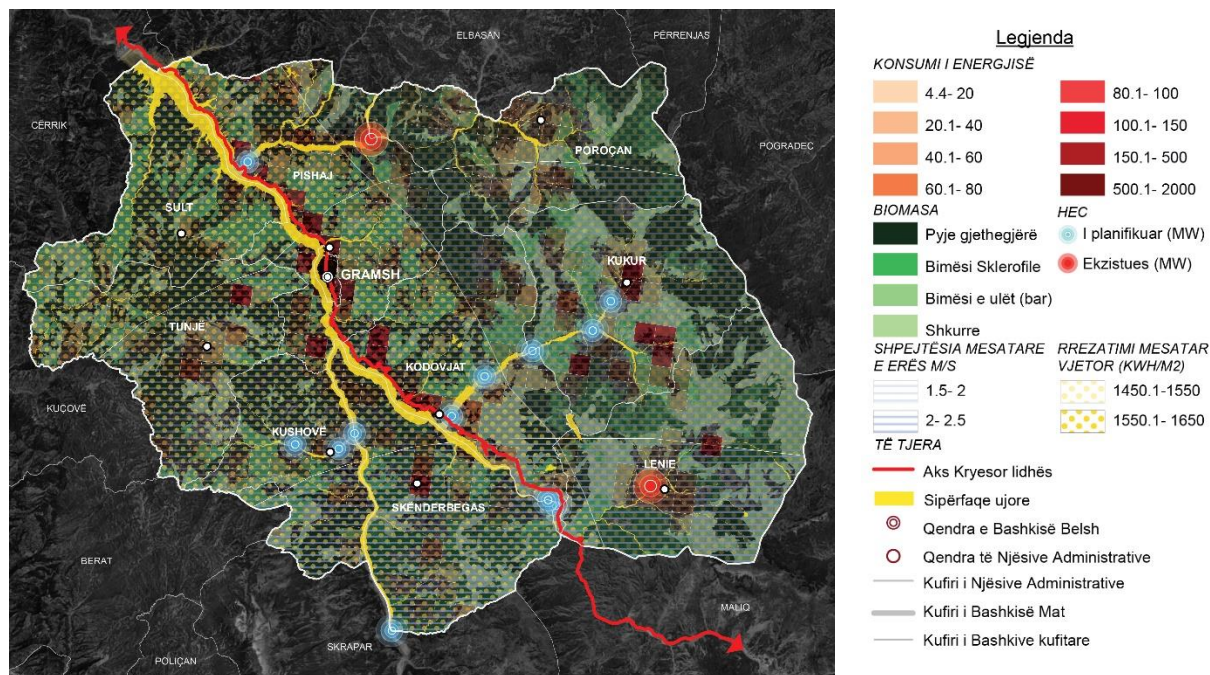 ELBASAN
PËRRENJAS
CËRRIK
POGRADEC
POROÇAN
PISHAJ
SULT
GRAMSH
KUKUR
TUNJË
KODOVJAT
KUÇOVË
KUSHOVË
LENIE
SKENDERBEGAS
BERAT
MALIQ
SKRAPAR
POLIÇAN
Legjenda
KONSUMI I ENERGJISË
4.4- 20
80.1- 100
20.1- 40
100.1- 150
40.1- 60
150.1- 500
60.1- 80
500.1- 2000
BIOMASA
HEC
Pyje gjethegjërë
I planifikuar (MW)
Bimësi Sklerofile
Ekzistues (MW)
Bimësi e ulët (bar)
Shkurre
SHPEJTËSIA MESATARE
E ERËS M/S
RREZATIMI MESATAR
VJETOR (KWH/M2)
1.5- 2
1450.1-1550
2- 2.5
1550.1- 1650
TË TJERA
Aks Kryesor lidhës
Sipërfaqe ujore
Qendra e Bashkisë Belsh
Qendra të Njësive Administrative
Kufiri i Njësive Administrative
Kufiri i Bashkisë Mat
Kufiri i Bashkive kufitare